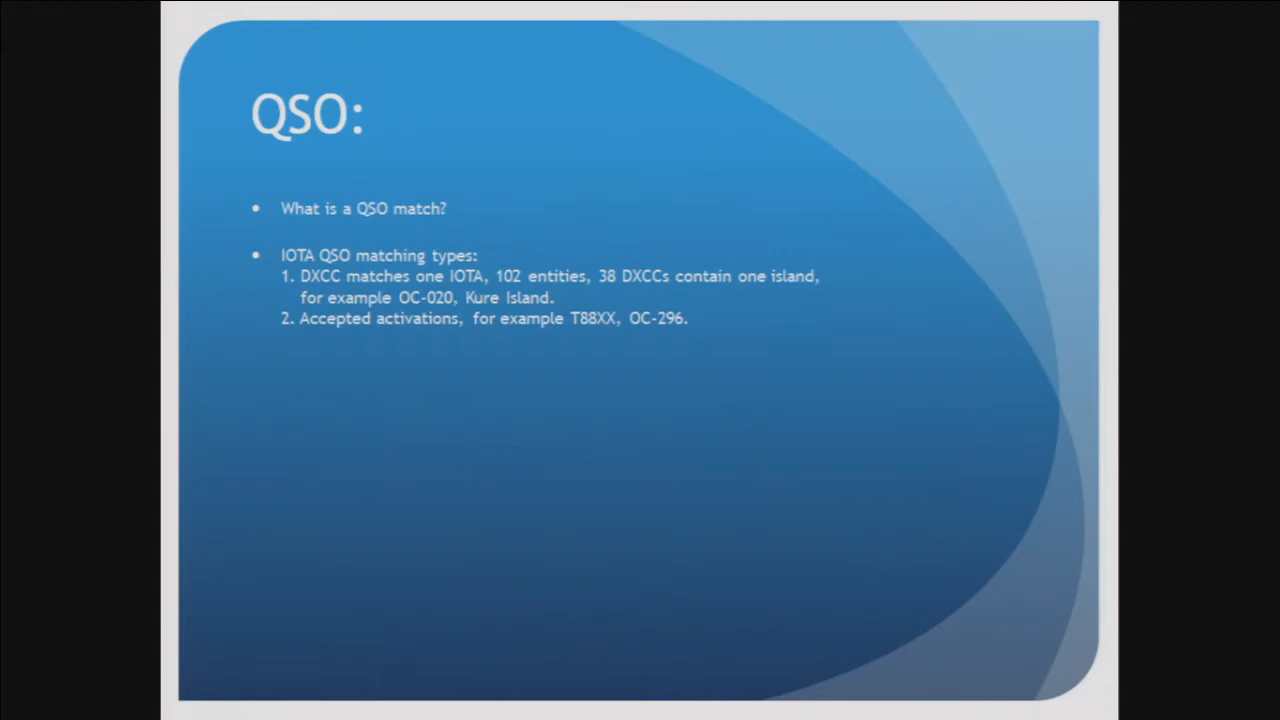 QSO:
• What is a QSO match?
• IOTA QSO matching types:
1. DXCC matches one IOTA, 102 entities, 38 DXCCs contain one island,
for example OC-020, Kure Island.
2. Accepted activations, for example T88XX, OC-296.